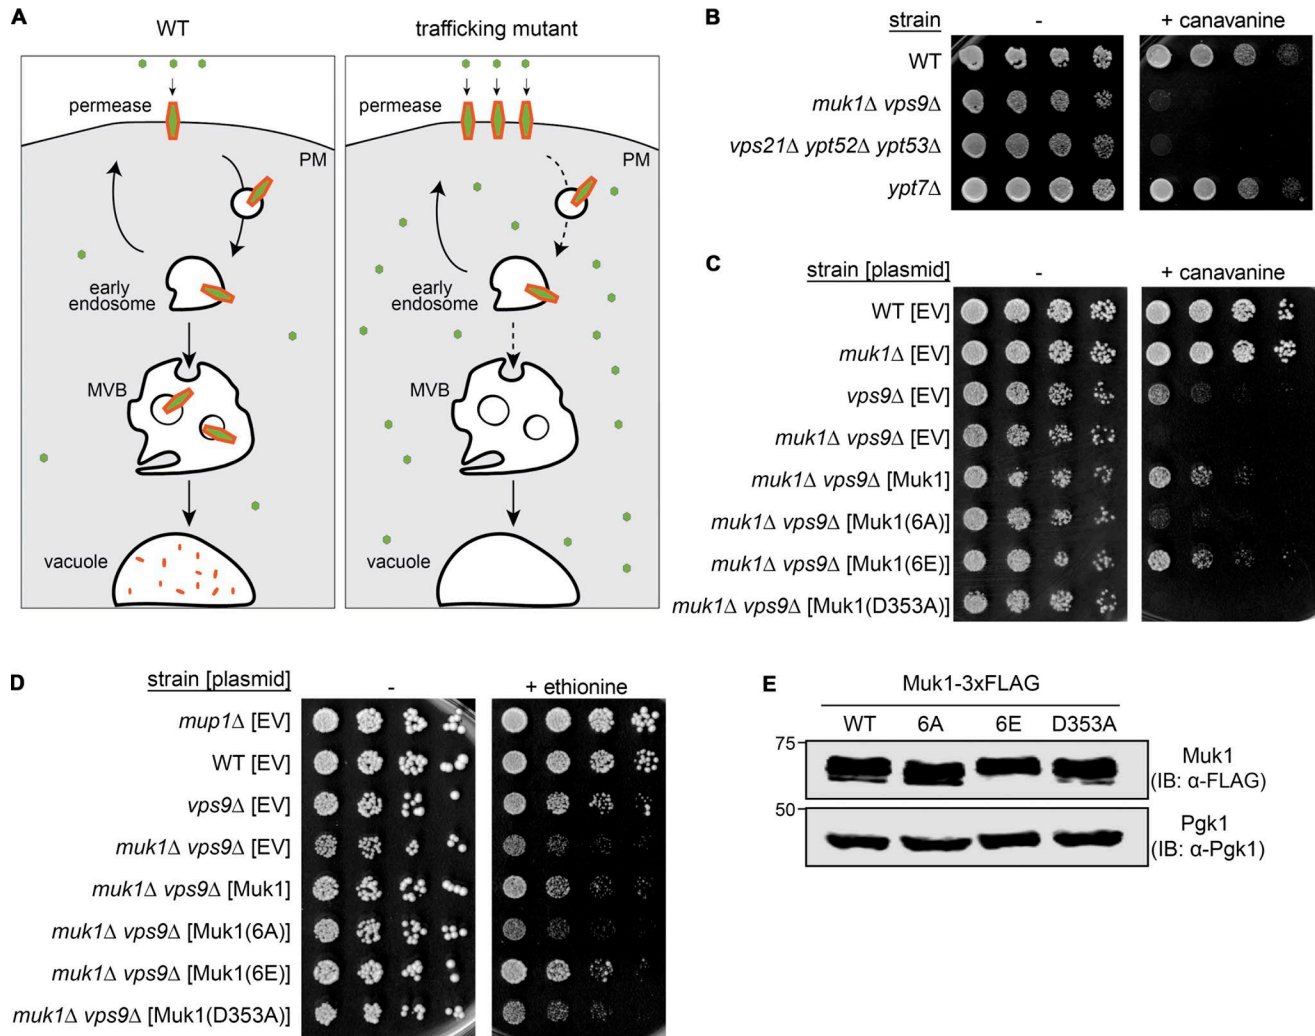 A
WT
trafficking mutant
permease
permease
PM
PM
early
endosome
early
endosome
MVB
MVB
vacuole
vacuole
B
strain
-
+ canavanine
WT
muk1Δ vps9Δ
vps21Δ ypt52Δ ypt53Δ
ypt7Δ
C
strain [plasmid]
-
+ canavanine
WT [EV]
muk1Δ [EV]
vps9Δ [EV]
muk1Δ vps9Δ [EV]
muk1Δ vps9Δ [Muk1]
muk1Δ vps9Δ [Muk1(6A)]
muk1Δ vps9Δ [Muk1(6E)]
muk1Δ vps9Δ [Muk1(D353A)]
D
strain [plasmid]
-
+ ethionine
mup1Δ [EV]
WT [EV]
vps9Δ [EV]
muk1Δ vps9Δ [EV]
muk1Δ vps9Δ [Muk1]
muk1Δ vps9Δ [Muk1(6A)]
muk1Δ vps9Δ [Muk1(6E)]
muk1Δ vps9Δ [Muk1(D353A)]
E
Muk1-3xFLAG
WT 6A 6E D353A
75
Muk1
(IB: α-FLAG)
50
Pgk1
(IB: α-Pgk1)